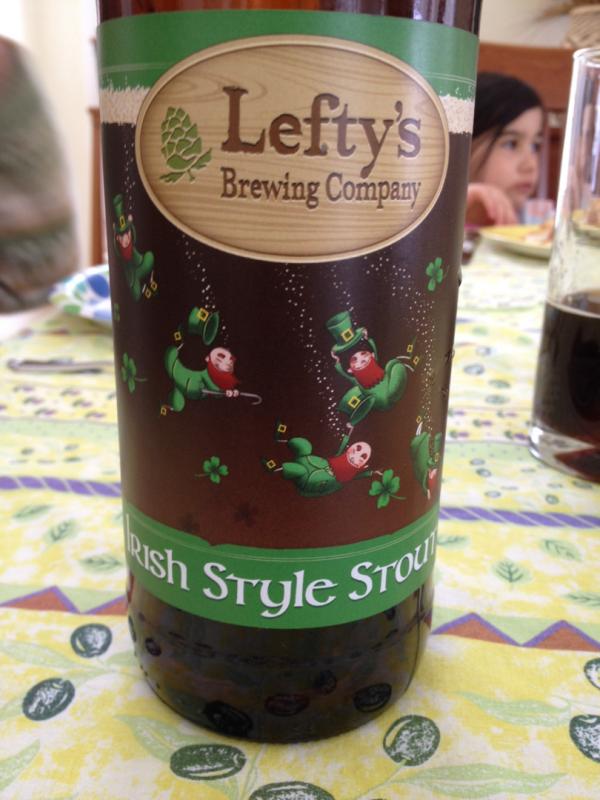 Lefty's
Brewing Company
Irish Style Stout